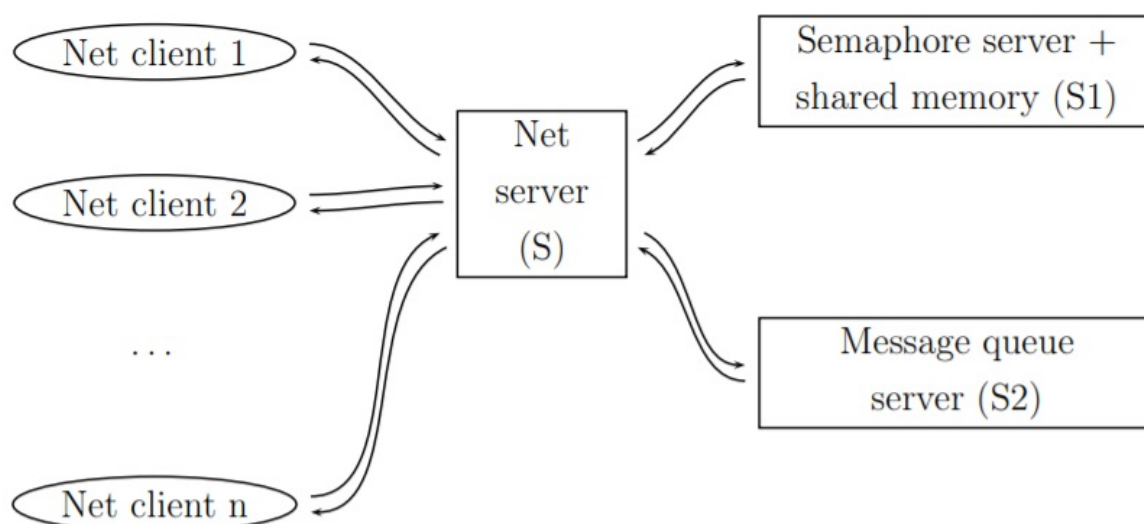 Net client 1
Net client 2
. . .
Net client n
Net
server
(S)
Semaphore server +
shared memory (S1)
Message queue
server (S2)